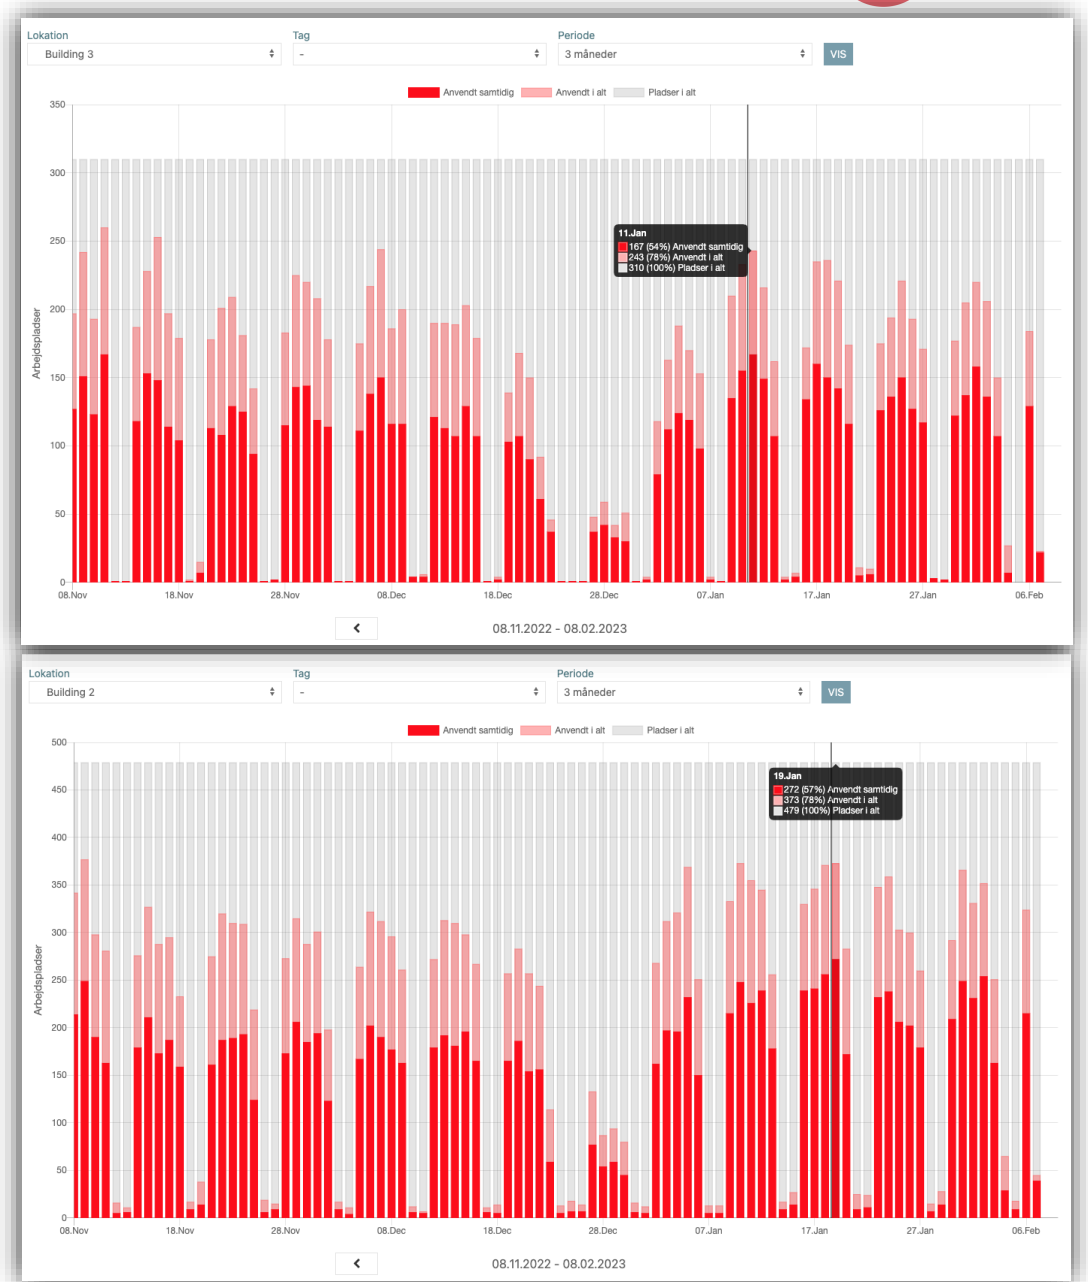 Lokation Tag Periode
Building 3 - 3 måneder VIS
Anvendt samtidig Anvendt i alt Pladser i alt
350
300
250
200
150
100
50
0
Arbejdspladser
11.Jan
167 (54%) Anvendt samtidig
243 (78%) Anvendt i alt
310 (100%) Pladser i alt
08.Nov 18.Nov 28.Nov 08.Dec 18.Dec 28.Dec 07.Jan 17.Jan 27.Jan 06.Feb
08.11.2022 - 08.02.2023
Lokation Tag Periode
Building 2 - 3 måneder VIS
Anvendt samtidig Anvendt i alt Pladser i alt
500
450
400
350
300
250
200
150
100
50
0
Arbejdspladser
19.Jan
272 (57%) Anvendt samtidig
373 (78%) Anvendt i alt
479 (100%) Pladser i alt
08.Nov 18.Nov 28.Nov 08.Dec 18.Dec 28.Dec 07.Jan 17.Jan 27.Jan 06.Feb
08.11.2022 - 08.02.2023